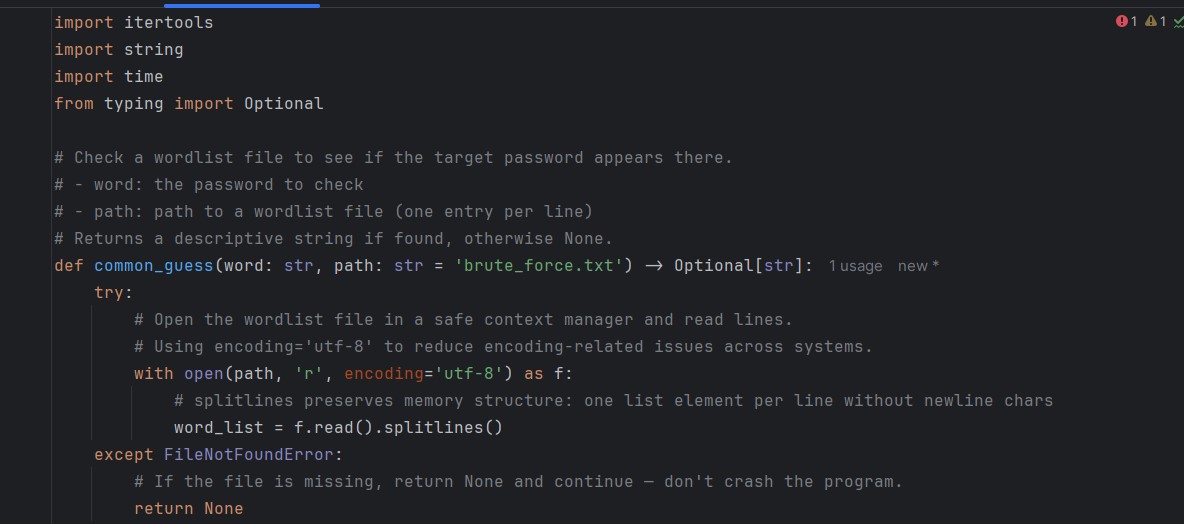 import itertools
1 1
import string
import time
from typing import Optional
# Check a wordlist file to see if the target password appears there.
# - word: the password to check
# - path: path to a wordlist file (one entry per line)
# Returns a descriptive string if found, otherwise None.
def common_guess(word: str, path: str = 'brute_force.txt') -> Optional[str]: 1 usage new *
try:
# Open the wordlist file in a safe context manager and read lines.
# Using encoding='utf-8' to reduce encoding-related issues across systems.
with open(path, 'r', encoding='utf-8') as f:
# splitlines preserves memory structure: one list element per line without newline chars
word_list = f.read().splitlines()
except FileNotFoundError:
# If the file is missing, return None and continue — don't crash the program.
return None